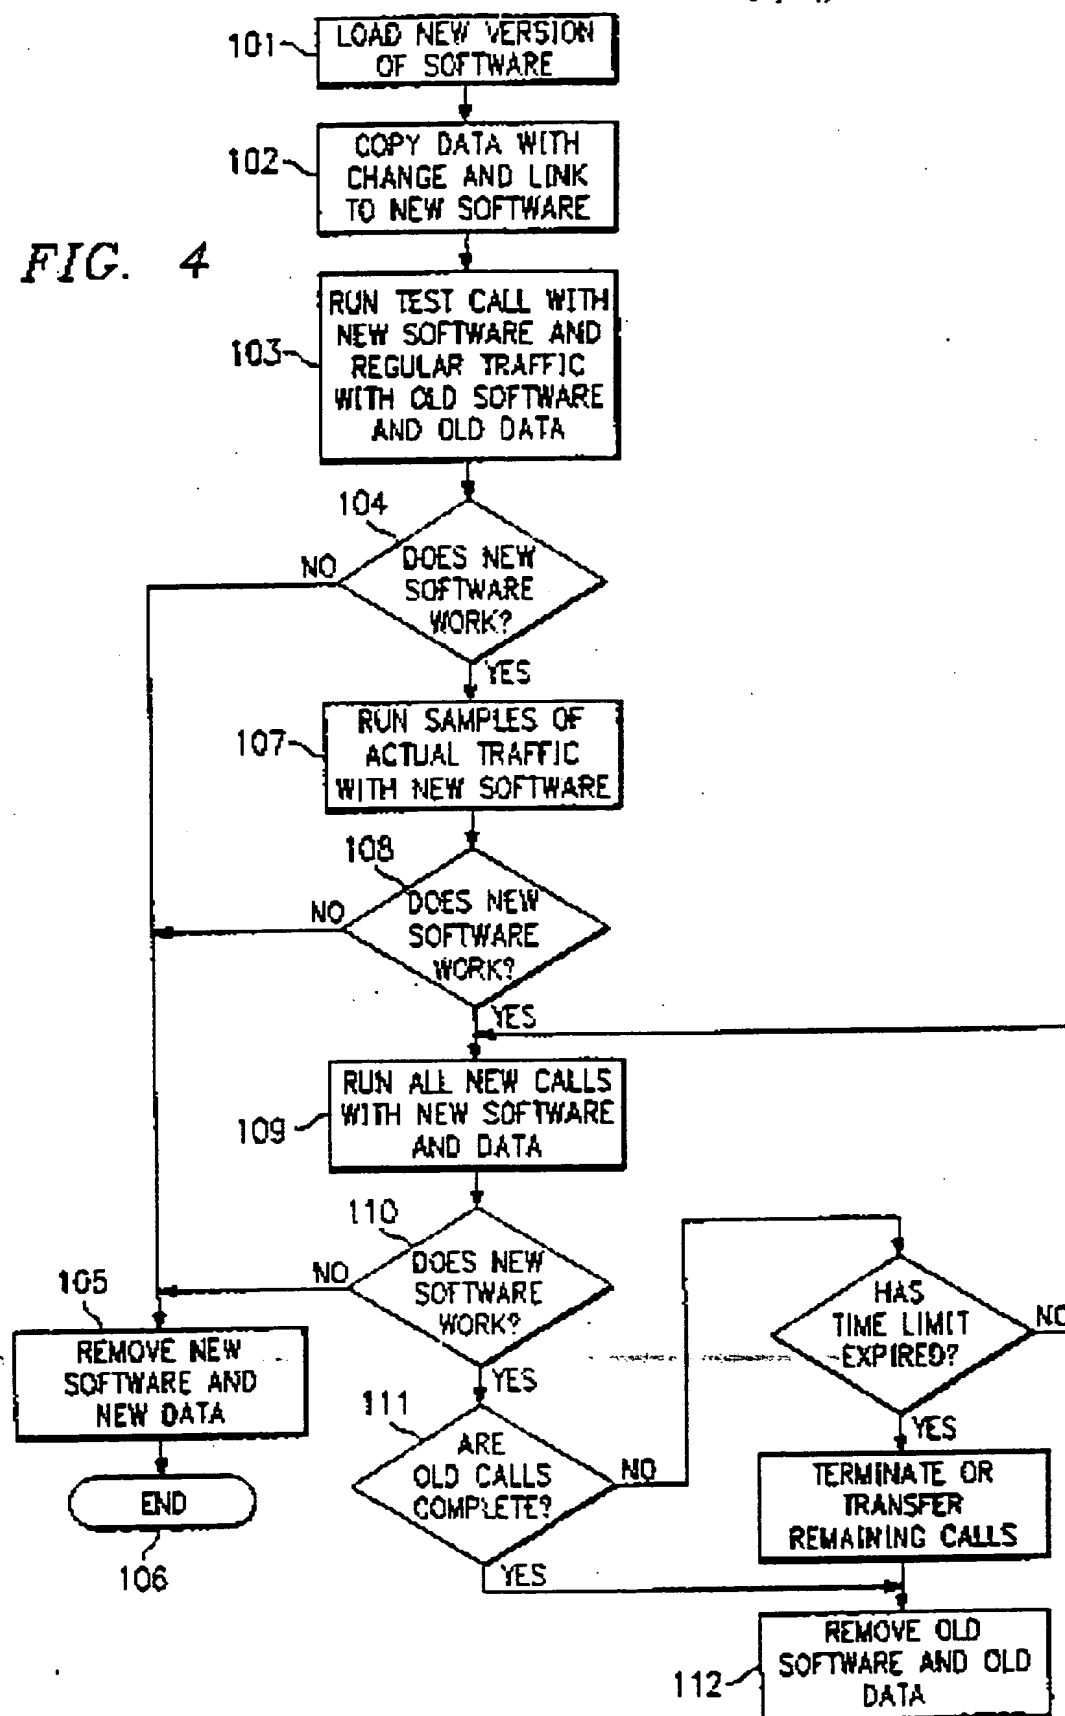 101
LOAD NEW VERSION
OF SOFTWARE
102
COPY DATA WITH
CHANGE AND LINK
TO NEW SOFTWARE
FIG. 4
103
RUN TEST CALL WITH
NEW SOFTWARE AND
REGULAR TRAFFIC
WITH OLD SOFTWARE
AND OLD DATA
104
NO
DOES NEW
SOFTWARE
WORK?
YES
107
RUN SAMPLES OF
ACTUAL TRAFFIC
WITH NEW SOFTWARE
108
NO
DOES NEW
SOFTWARE
WORK?
YES
109
RUN ALL NEW CALLS
WITH NEW SOFTWARE
AND DATA
110
NO
DOES NEW
SOFTWARE
WORK?
YES
105
REMOVE NEW
SOFTWARE AND
NEW DATA
END
106
111
ARE
OLD CALLS
COMPLETE?
NO
YES
HAS
TIME LIMIT
EXPIRED?
NO
YES
TERMINATE OR
TRANSFER
REMAINING CALLS
112
REMOVE OLD
SOFTWARE AND OLD
DATA